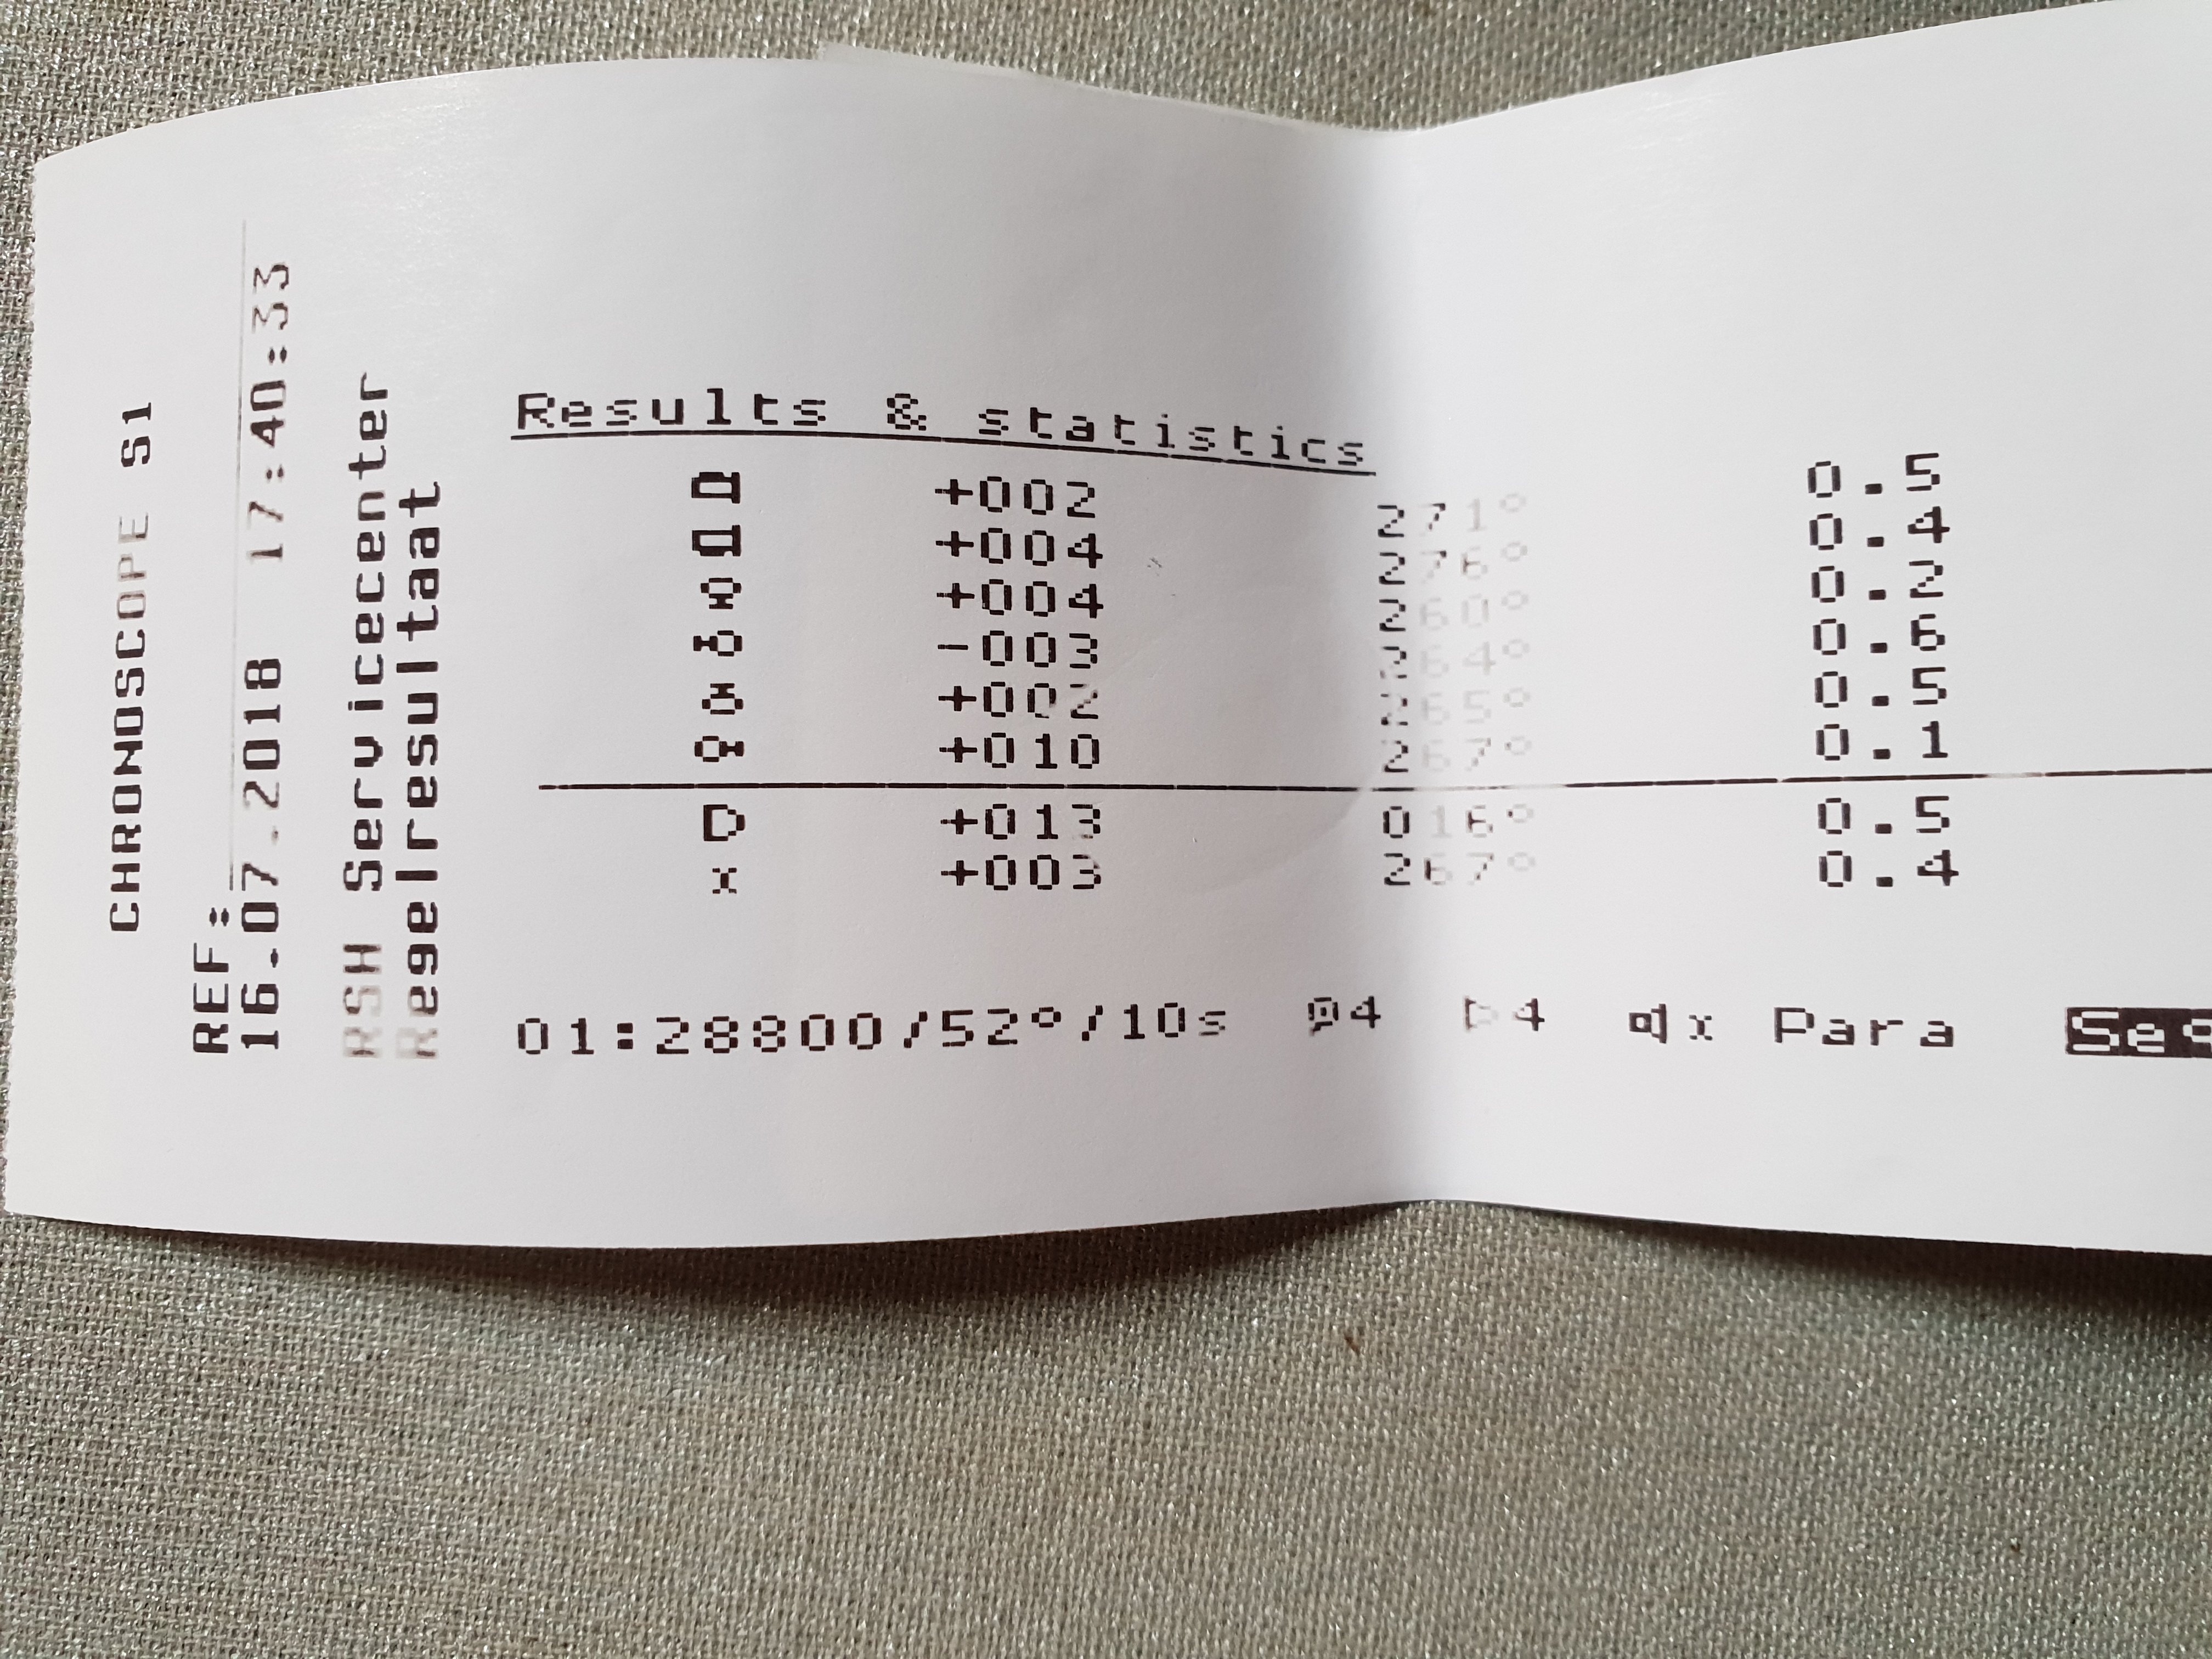 CHRONOSCOPE S1
REF:
16.07.2018 17:40:33
RSH Servicecenter
Regelresultaat
Results & statistics
+002 271° 0.5
+004 276° 0.4
+004 260° 0.2
-003 264° 0.6
+002 265° 0.5
+010 267° 0.1
D +013 016° 0.5
x +003 267° 0.4
01:28800/52°/10s 4 4 x Para